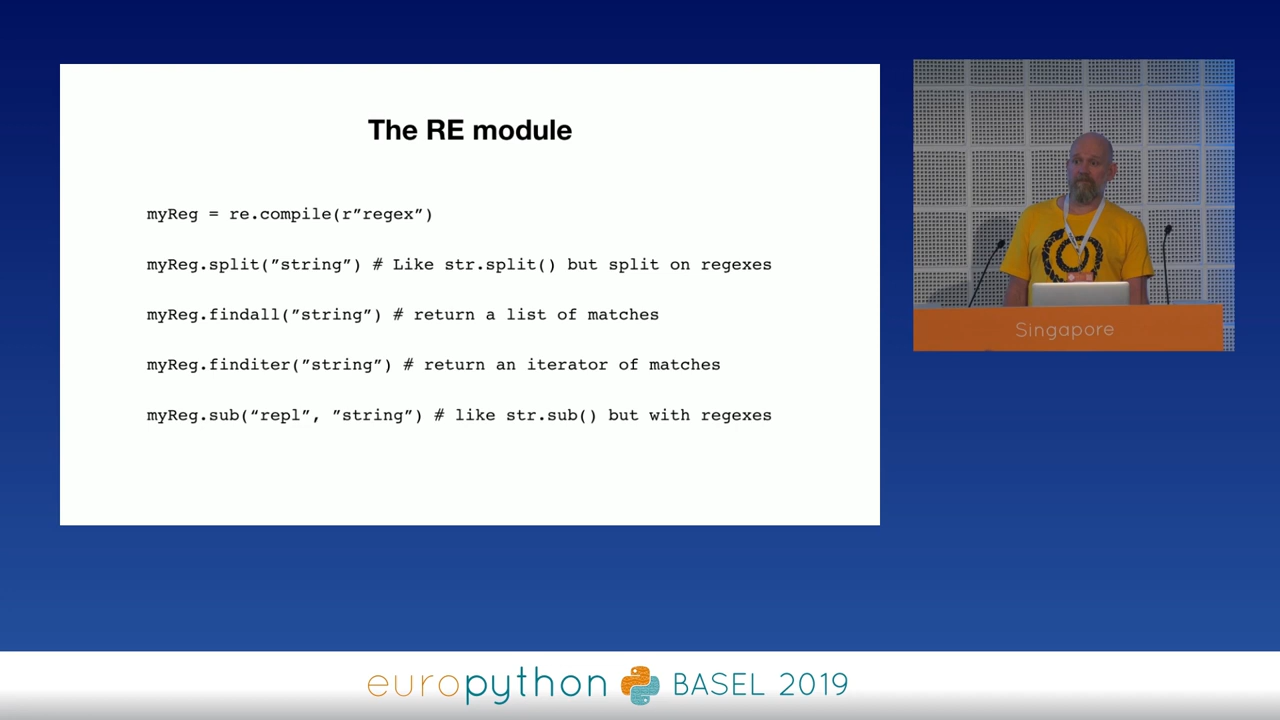 The RE module
myReg = re.compile(r”regex”)
myReg.split(”string”) # Like str.split() but split on regexes
myReg.findall(”string”) # return a list of matches
myReg.finditer(”string”) # return an iterator of matches
myReg.sub(“repl”, ”string”) # like str.sub() but with regexes
Singapore
europython BASEL 2019